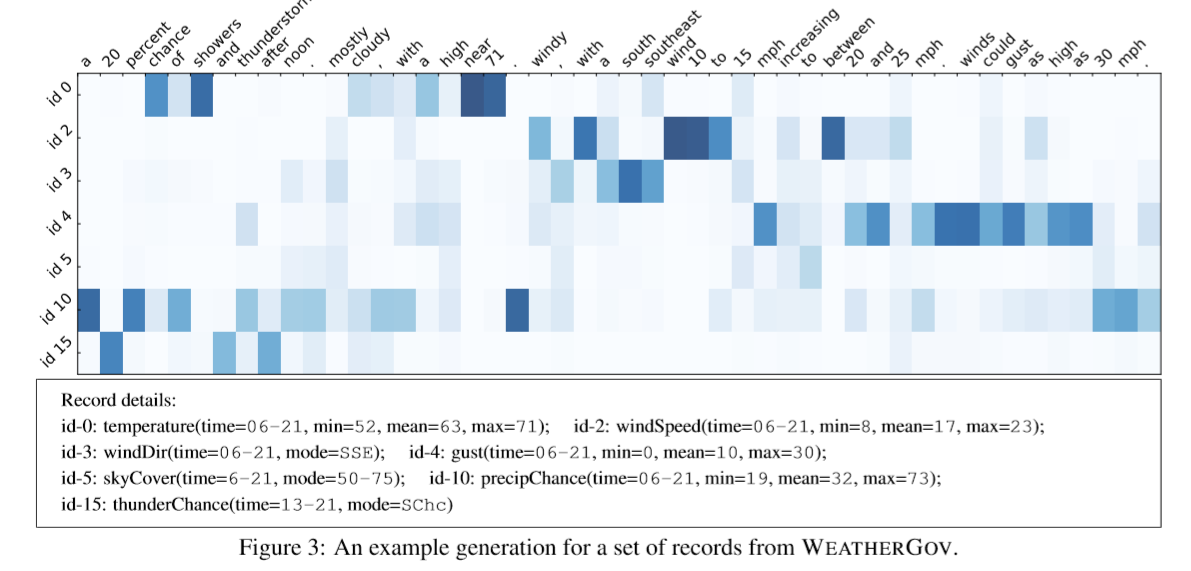 a 20 percent chance of showers and thunderstorm after noon . mostly cloudy , with a high near 71 . windy , with a south southeast wind 10 to 15 mph increasing to between 20 and 25 mph . winds could gust as high as 30 mph .
id 0
id 2
id 3
id 4
id 5
id 10
id 15
Record details:
id-0: temperature(time=06-21, min=52, mean=63, max=71); id-2: windSpeed(time=06-21, min=8, mean=17, max=23);
id-3: windDir(time=06-21, mode=SSE); id-4: gust(time=06-21, min=0, mean=10, max=30);
id-5: skyCover(time=6-21, mode=50-75); id-10: precipChance(time=06-21, min=19, mean=32, max=73);
id-15: thunderChance(time=13-21, mode=SChc)
Figure 3: An example generation for a set of records from WEATHERGOV.